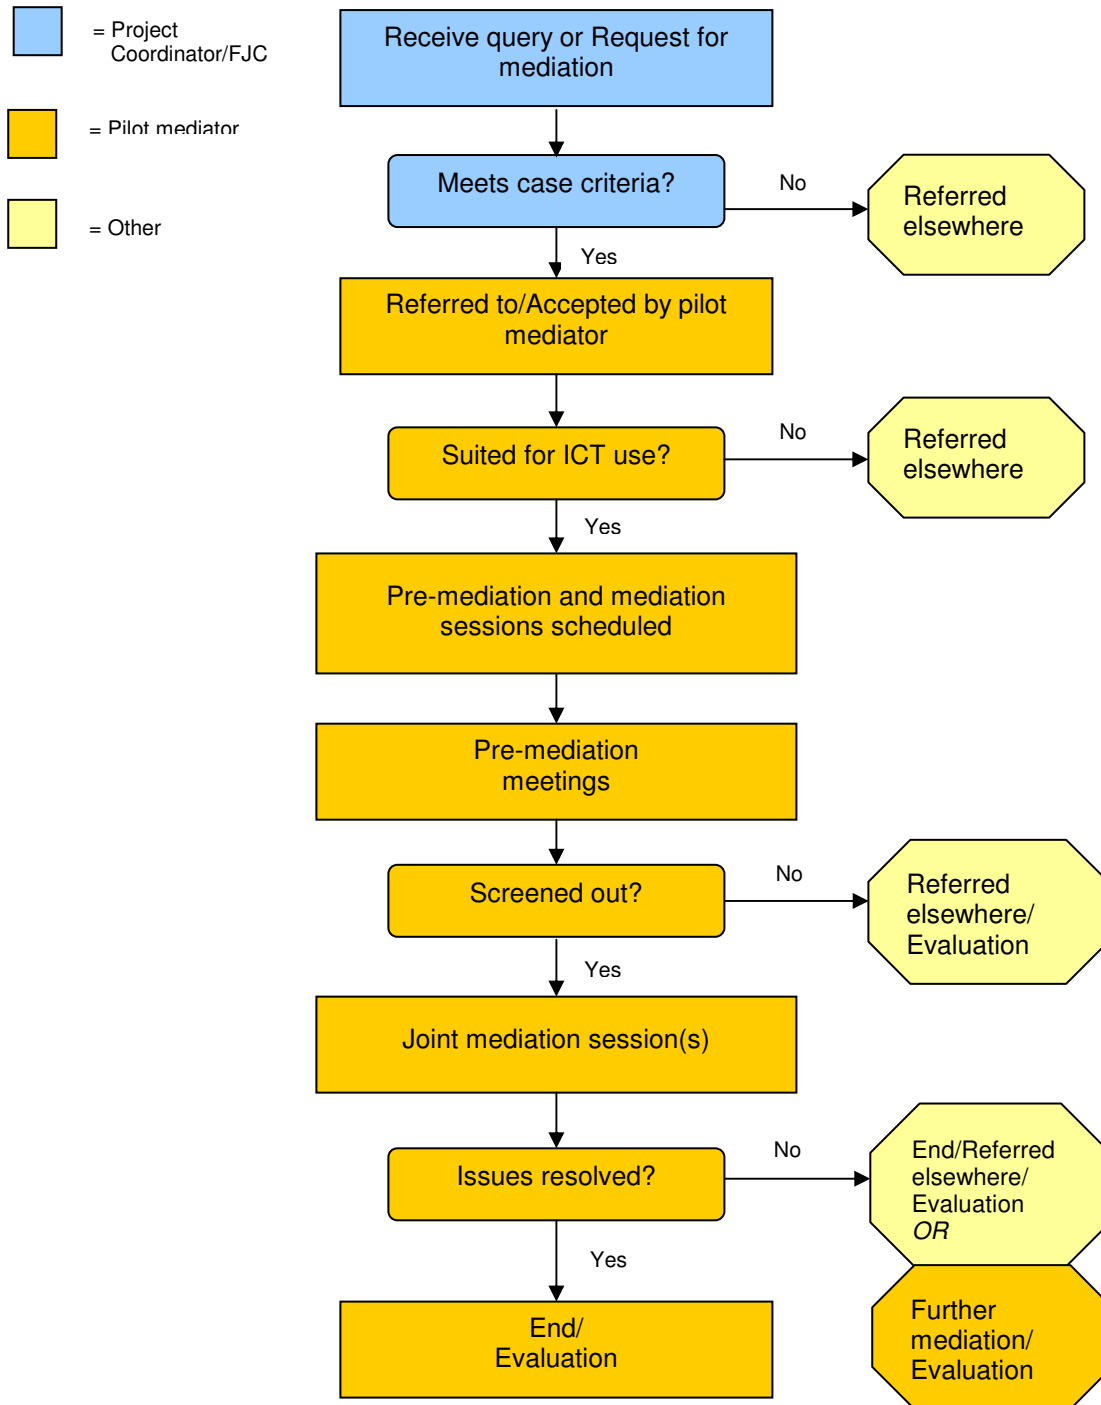 = Project
Coordinator/FJC
= Pilot mediator
= Other
Receive query or Request for
mediation
Meets case criteria?
No
Referred
elsewhere
Yes
Referred to/Accepted by pilot
mediator
Suited for ICT use?
No
Referred
elsewhere
Yes
Pre-mediation and mediation
sessions scheduled
Pre-mediation
meetings
Screened out?
No
Referred
elsewhere/
Evaluation
Yes
Joint mediation session(s)
Issues resolved?
No
End/Referred
elsewhere/
Evaluation
OR
Further
mediation/
Evaluation
Yes
End/
Evaluation